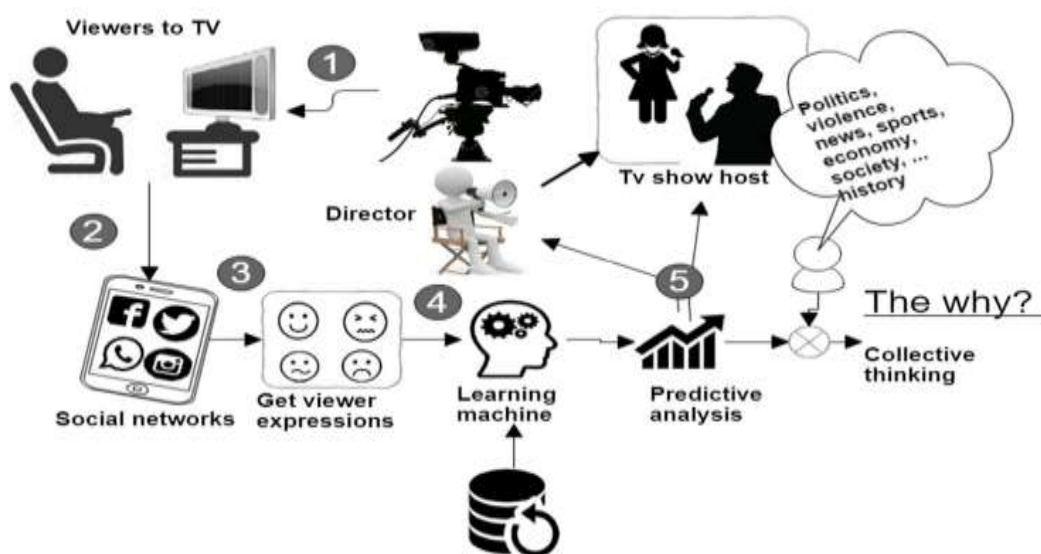 Viewers to TV
1
Politics,
violence,
news, sports,
economy,
society, ...
history
Tv show host
Director
2
3
4
5
The why?
Collective
thinking
Social networks
Get viewer
expressions
Learning
machine
Predictive
analysis